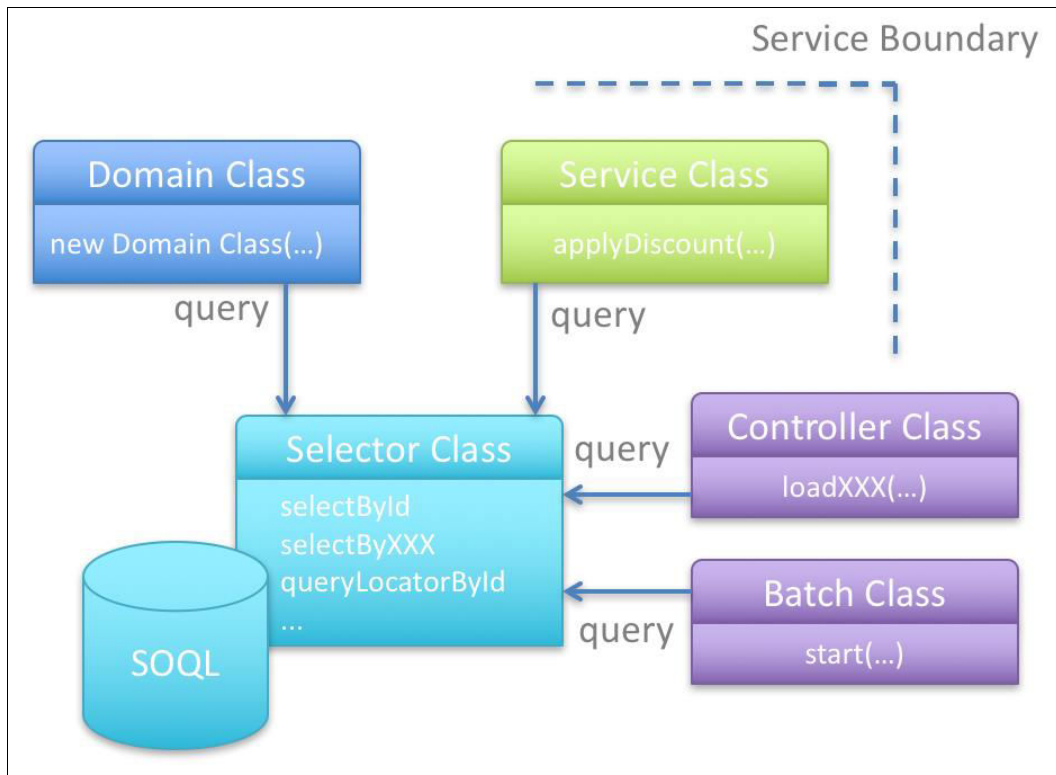 Service Boundary
Domain Class
new Domain Class(...)
Service Class
applyDiscount(...)
query
query
Selector Class
selectById
selectByXXX
queryLocatorById
...
SOQL
query
Controller Class
loadXXX(...)
query
Batch Class
start(...)